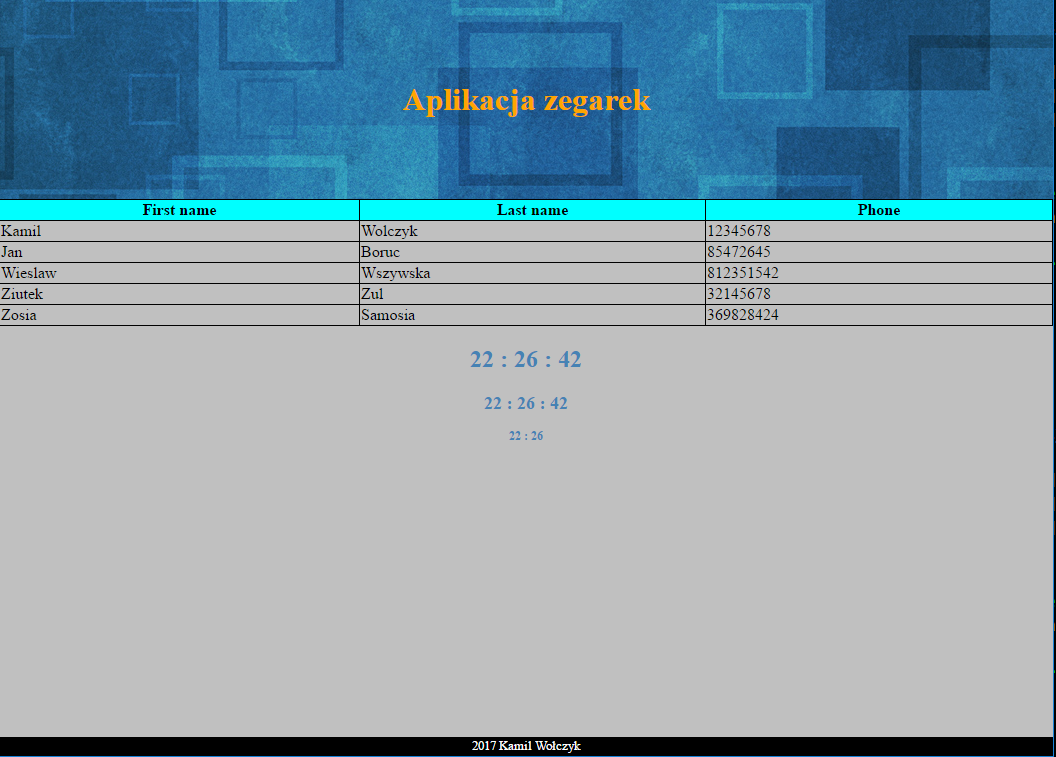 Aplikacja zegarek
First name Last name Phone
Kamil Wolczyk 12345678
Jan Boruc 85472645
Wieslaw Wszywska 812351542
Ziutek Zul 32145678
Zosia Samosia 369828424
22 : 26 : 42
22 : 26 : 42
22 : 26
2017 Kamil Wołczyk